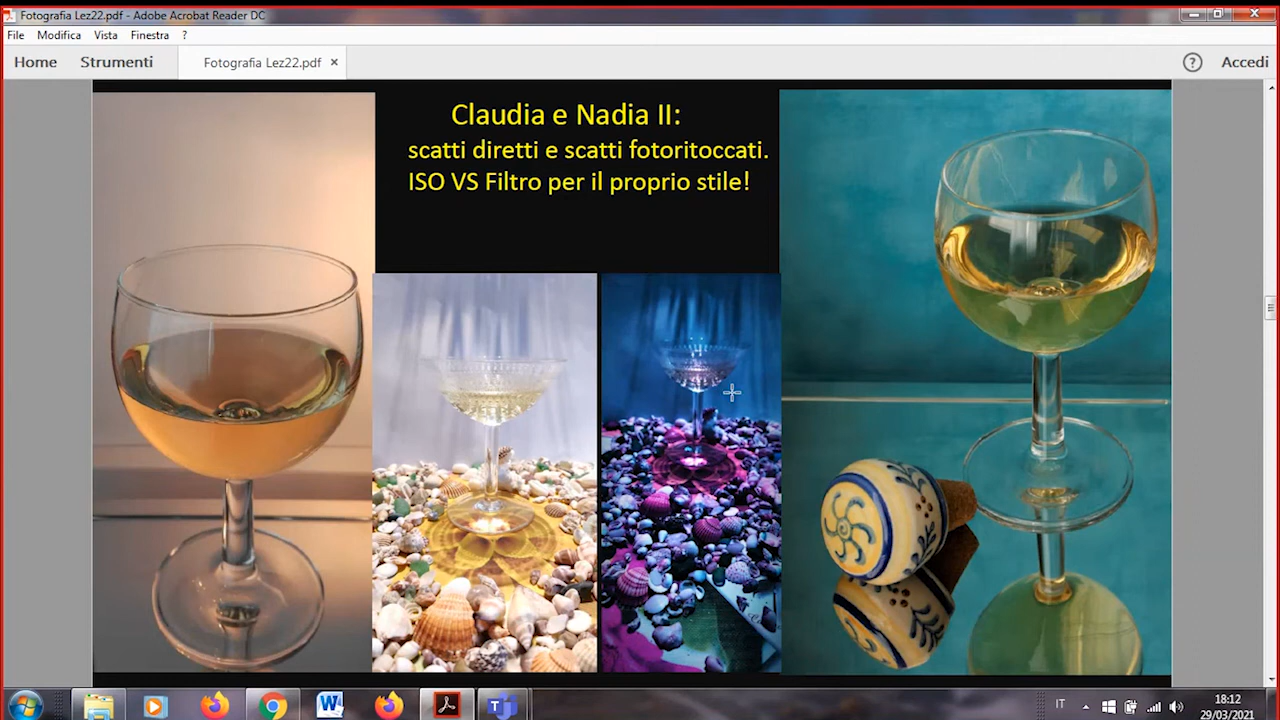 Fotografia Lez22.pdf - Adobe Acrobat Reader DC
File Modifica Vista Finestra ?
Home Strumenti Fotografia Lez22.pdf × ? Accedi
Claudia e Nadia II:
scatti diretti e scatti fotoritoccati.
ISO VS Filtro per il proprio stile!
IT
18:12
29/03/2021